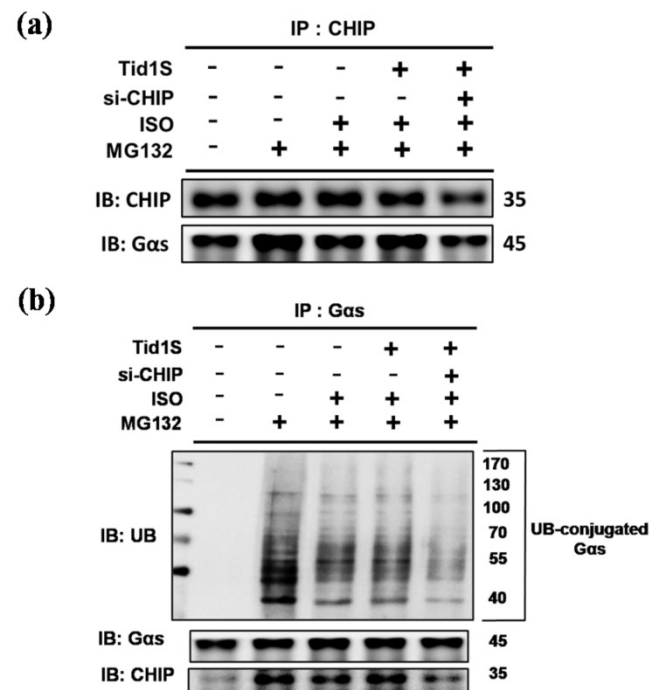 (a)
IP : CHIP
Tid1S - - - + +
si-CHIP - - - - +
ISO - - + + +
MG132 - + + + +
IB: CHIP 35
IB: Gαs 45
(b)
IP : Gαs
Tid1S - - - + +
si-CHIP - - - - +
ISO - - + + +
MG132 - + + + +
170
130
100
70
IB: UB
UB-conjugated
Gαs
55
40
IB: Gαs 45
IB: CHIP 35